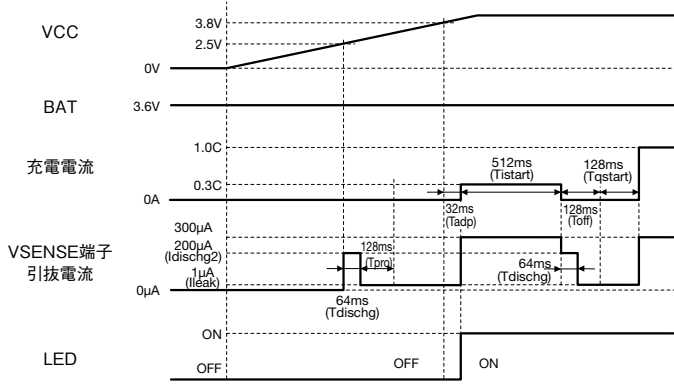 VCC
3.8V
2.5V
0V
BAT
3.6V
充電電流
1.0C
0.3C
0A
512ms
(Tistart)
128ms
(Tqstart)
32ms
(Tadp)
128ms
(Toff)
VSENSE端子
引抜電流
300μA
200μA
(Idischg2)
1μA
(Ileak)
0μA
128ms
(Tpro)
64ms
(Tdischg)
64ms
(Tdischg)
LED
ON
OFF
OFF
ON